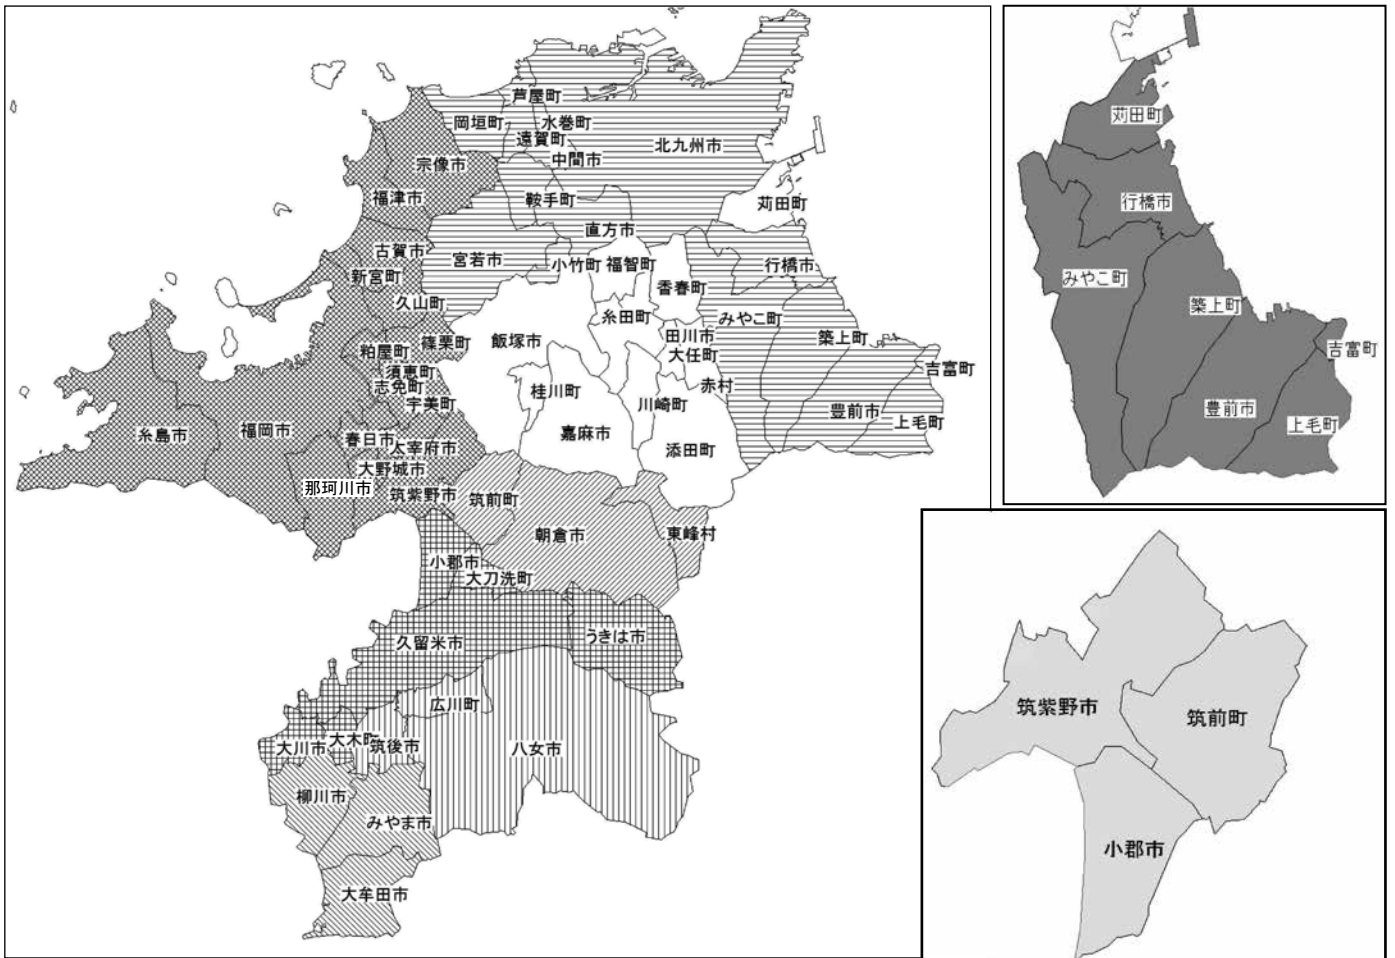 芦屋町
岡垣町
水巻町
遠賀町
北九州市
中間市
宗像市
福津市
鞍手町
苅田町
直方市
古賀市
宮若市
小竹町
福智町
行橋市
新宮町
香春町
久山町
糸田町
みやこ町
田川市
築上町
篠栗町
飯塚市
粕屋町
大任町
吉富町
須恵町
志免町
赤村
桂川町
宇美町
川崎町
豊前市
上毛町
糸島市
福岡市
春日市
嘉麻市
太宰府市
添田町
大野城市
那珂川市
筑紫野市
筑前町
朝倉市
東峰村
小郡市
大刀洗町
久留米市
うきは市
広川町
大川市
大木町
筑後市
八女市
柳川市
みやま市
大牟田市
苅田町
行橋市
みやこ町
築上町
吉富町
豊前市
上毛町
筑紫野市
筑前町
小郡市